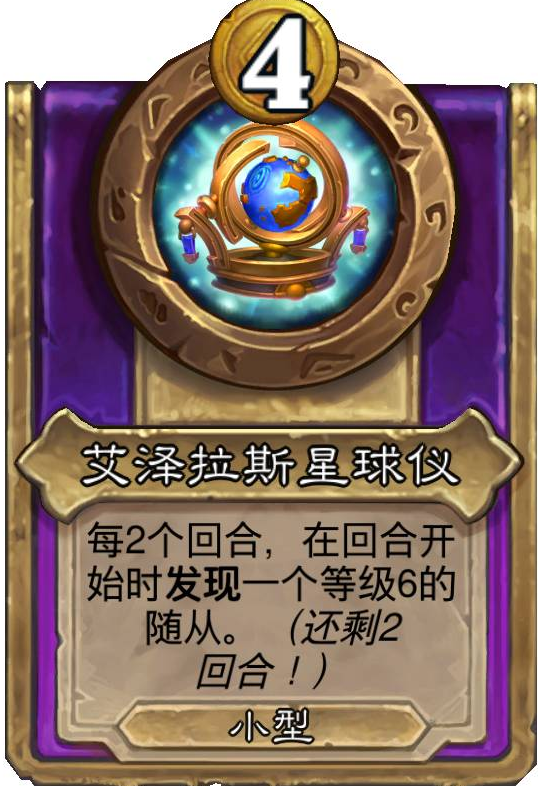 4
艾泽拉斯星球仪
每2个回合，在回合开
始时发现一个等级6的
随从。（还剩2
回合！）
小型